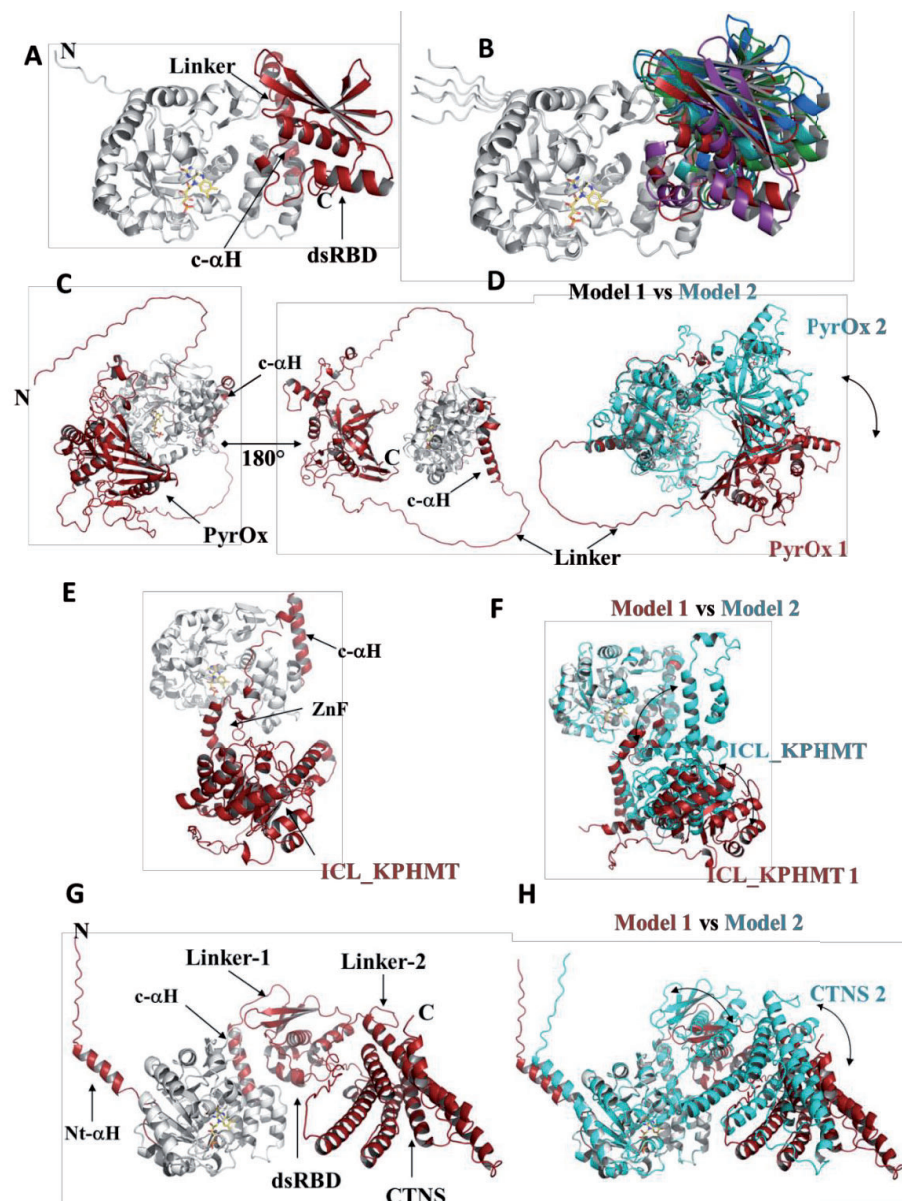 A
N
Linker
C
c-αH
dsRBD
B
C
N
c-αH
180°
PyrOx
C
c-αH
Linker
D
Model 1 vs Model 2
PyrOx 2
PyrOx 1
E
c-αH
ZnF
ICL_KPHMT
F
Model 1 vs Model 2
ICL_KPHMT
ICL_KPHMT 1
G
N
Linker-1
Linker-2
c-αH
C
Nt-αH
dsRBD
CTNS
H
Model 1 vs Model 2
CTNS 2